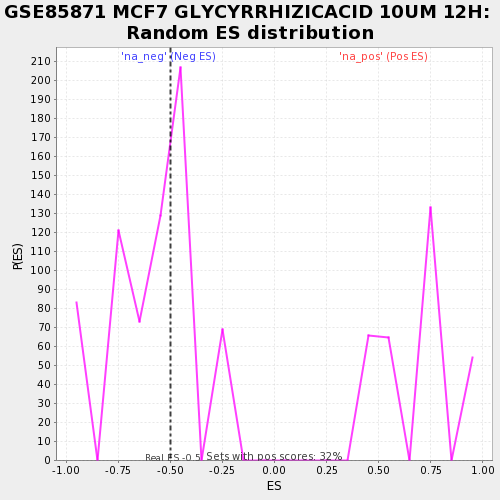 GSE85871 MCF7 GLYCYRRHIZICACID 10UM 12H:
Random ES distribution
'na_neg' (Neg ES)
'na_pos' (Pos ES)
210
200
190
180
170
160
150
140
130
120
110
100
90
80
70
60
50
40
30
20
10
0
P(ES)
Real ES -0.5
Sets with pos scores: 32%
-1.00 -0.75 -0.50 -0.25 0.00 0.25 0.50 0.75 1.00
ES